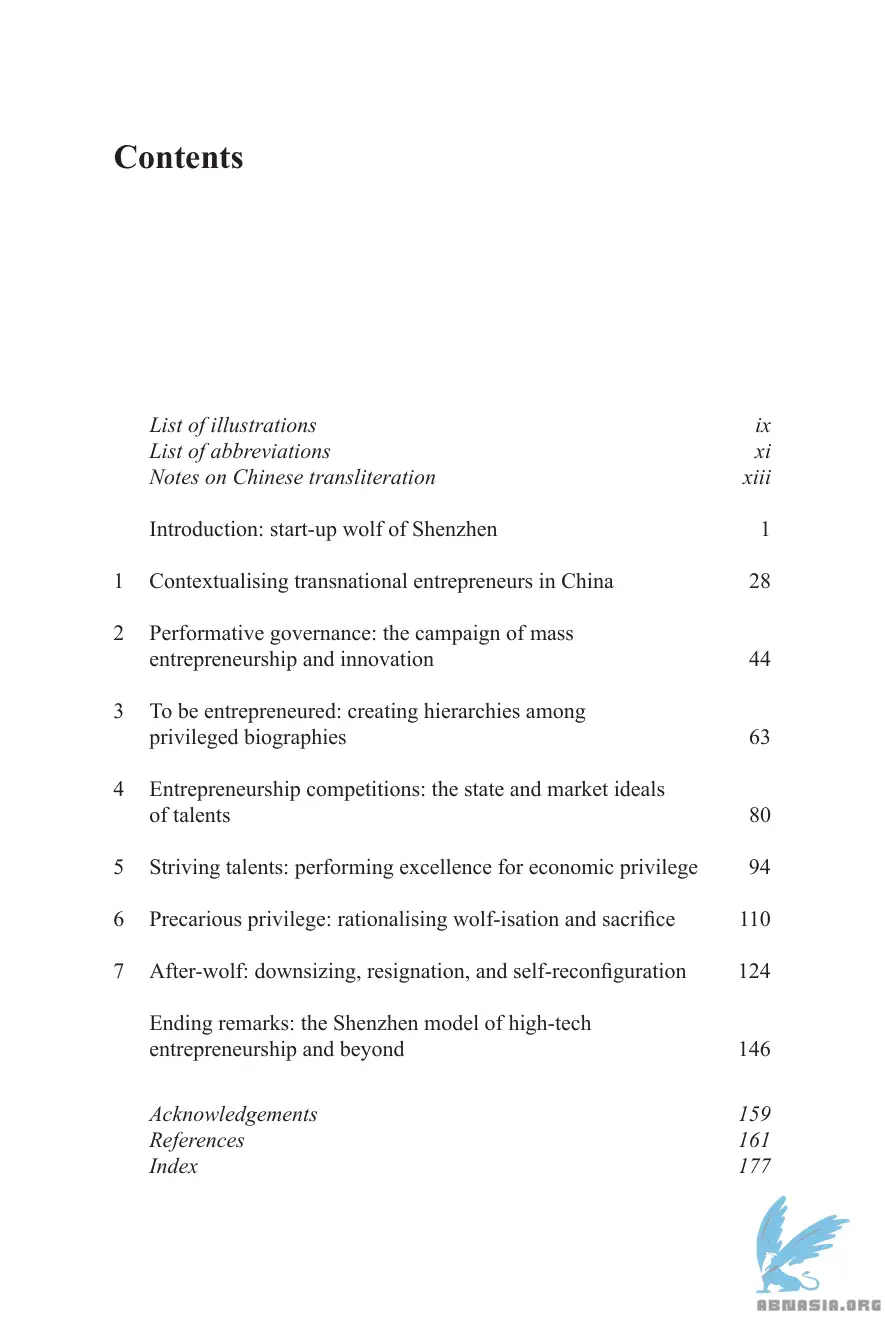 Contents
List of illustrations ix
List of abbreviations xi
Notes on Chinese transliteration xiii
Introduction: start-up wolf of Shenzhen 1
1 Contextualising transnational entrepreneurs in China 28
2 Performative governance: the campaign of mass
entrepreneurship and innovation 44
3 To be entrepreneured: creating hierarchies among
privileged biographies 63
4 Entrepreneurship competitions: the state and market ideals
of talents 80
5 Striving talents: performing excellence for economic privilege 94
6 Precarious privilege: rationalising wolf-isation and sacrifice 110
7 After-wolf: downsizing, resignation, and self-reconfiguration 124
Ending remarks: the Shenzhen model of high-tech
entrepreneurship and beyond 146
Acknowledgements 159
References 161
Index 177
ABNASIA.ORG